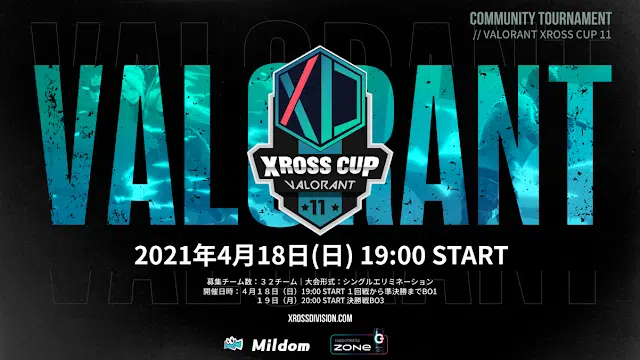 COMMUNITY TOURNAMENT
// VALORANT XROSS CUP 11
VALORANT
XROSS CUP
VALORANT
11
2021年4月18日(日) 19:00 START
募集チーム数：３２チーム｜大会形式：シングルエリミネーション
開催日時：４月１８日（日）19:00 START １回戦から準決勝までBO1
１９日（月）20:00 START 決勝戦BO3
XROSSDIVISION.COM
Mildom
supported by
ZONe